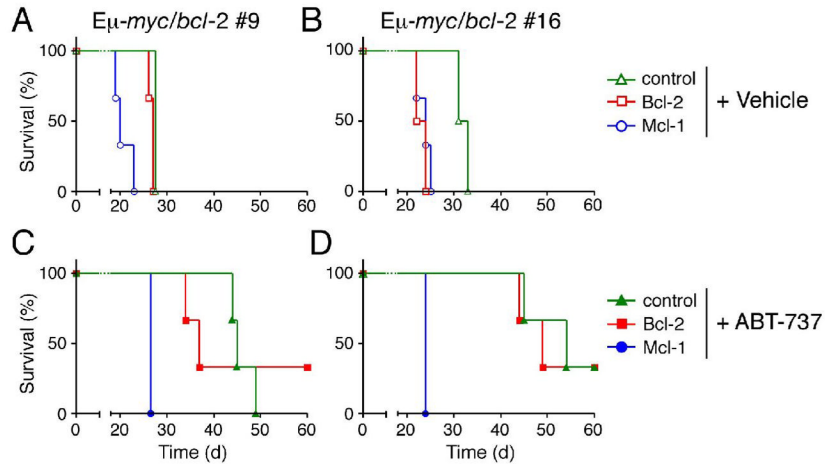 A Eμ-myc/bcl-2 #9
B Eμ-myc/bcl-2 #16
Survival (%)
100
50
0
0 20 30 40 50 60
100
50
0
0 20 30 40 50 60
control
Bcl-2
Mcl-1
+ Vehicle
C
D
Survival (%)
100
50
0
0 20 30 40 50 60
Time (d)
100
50
0
0 20 30 40 50 60
Time (d)
control
Bcl-2
Mcl-1
+ ABT-737